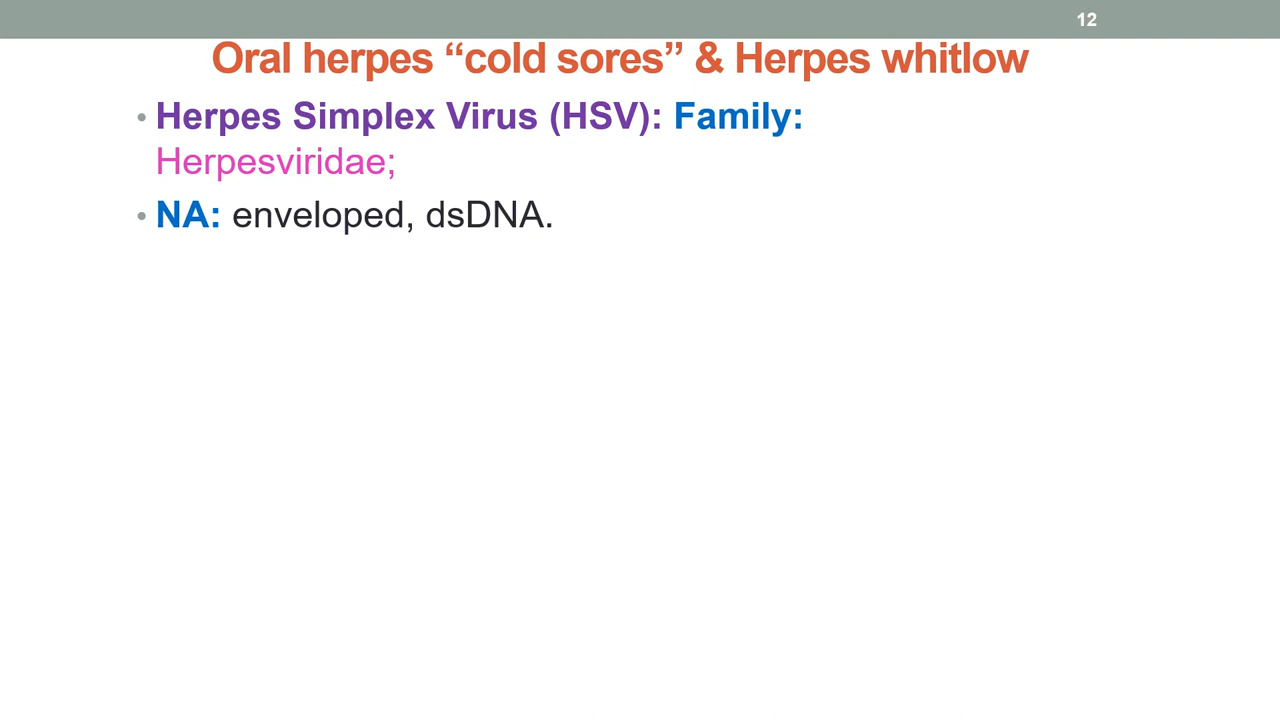 12
Oral herpes “cold sores” & Herpes whitlow
• Herpes Simplex Virus (HSV): Family:
Herpesviridae;
• NA: enveloped, dsDNA.